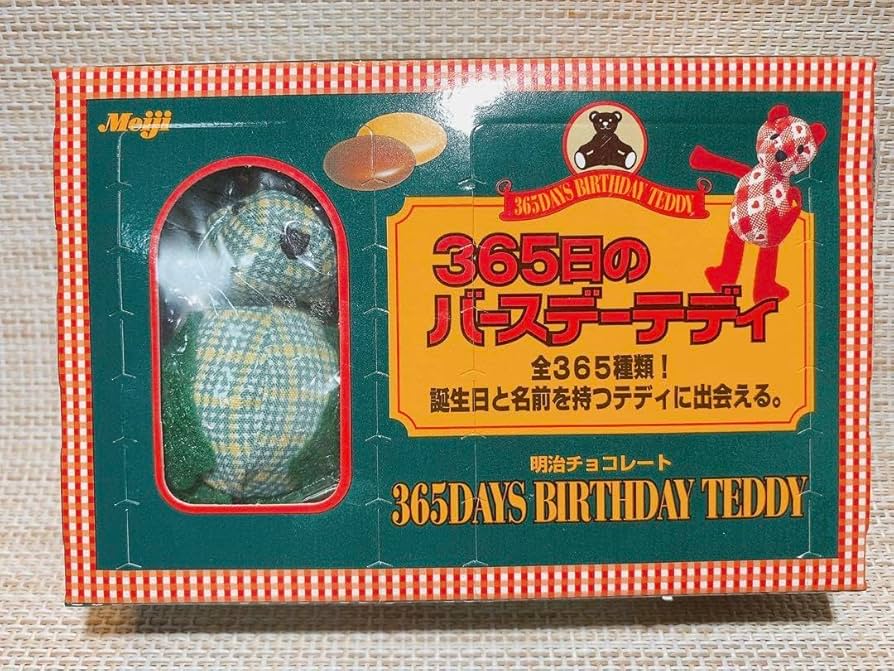 Meiji
365DAYS BIRTHDAY TEDDY
365日の
バースデーテディ
全365種類!
誕生日と名前を持つテディに出会える。
明治チョコレート
365DAYS BIRTHDAY TEDDY